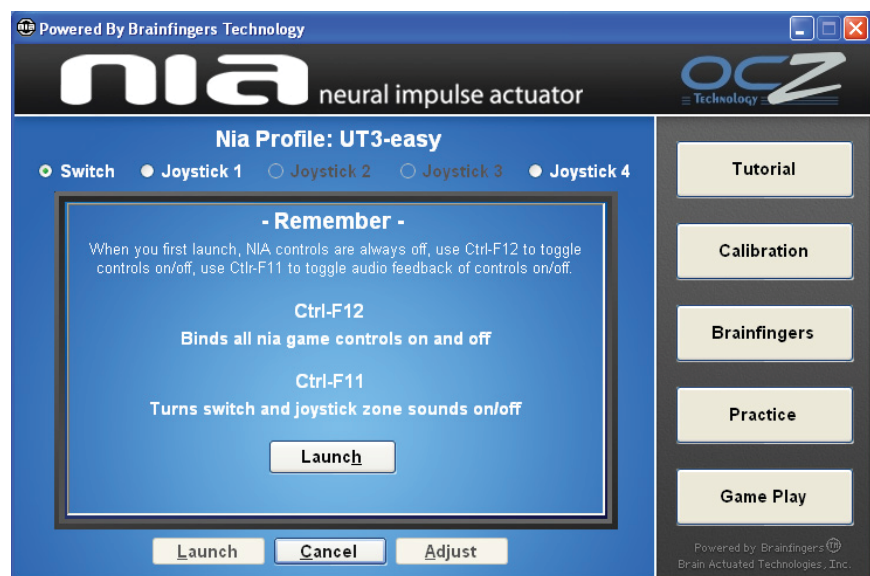 Powered By Brainfingers Technology
nia neural impulse actuator
OCZ
Technology
Nia Profile: UT3-easy
Switch Joystick 1 Joystick 2 Joystick 3 Joystick 4
- Remember -
When you first launch, NIA controls are always off, use Ctrl-F12 to toggle
controls on/off, use Ctlr-F11 to toggle audio feedback of controls on/off.
Ctrl-F12
Binds all nia game controls on and off
Ctrl-F11
Turns switch and joystick zone sounds on/off
Launch
Launch Cancel Adjust
Tutorial
Calibration
Brainfingers
Practice
Game Play
Powered by Brainfingers TM
Brain Actuated Technologies, Inc.